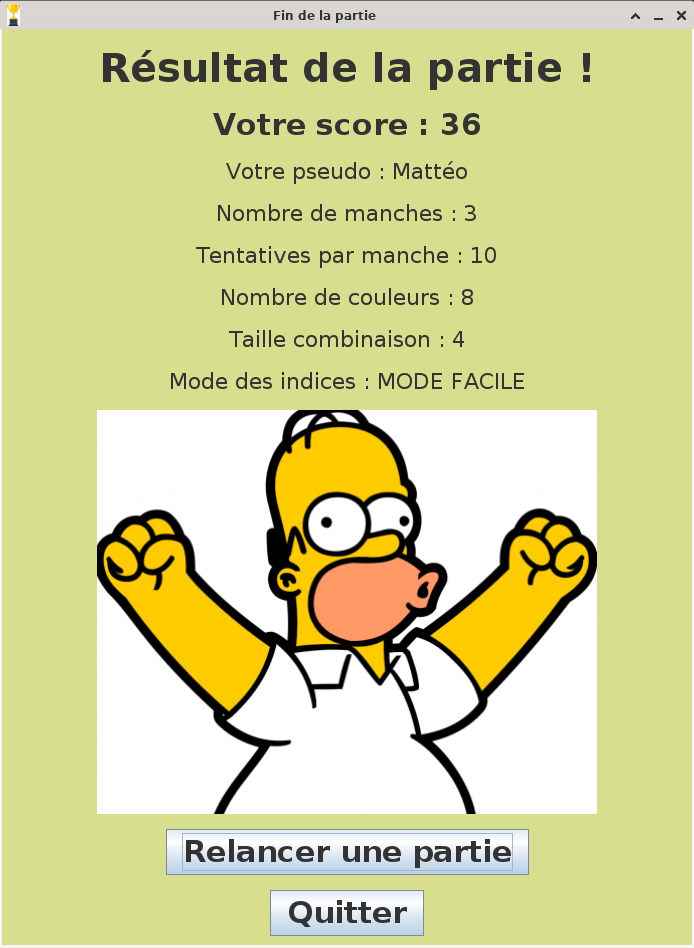 Fin de la partie
Résultat de la partie !
Votre score : 36
Votre pseudo : Mattéo
Nombre de manches : 3
Tentatives par manche : 10
Nombre de couleurs : 8
Taille combinaison : 4
Mode des indices : MODE FACILE
Relancer une partie
Quitter